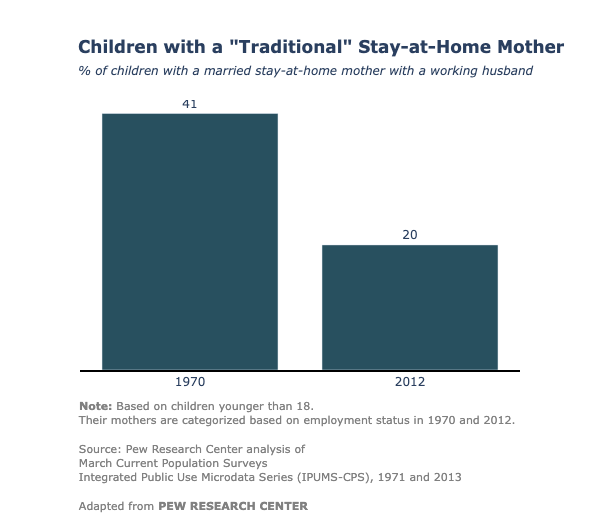 Children with a "Traditional" Stay-at-Home Mother
% of children with a married stay-at-home mother with a working husband
41
20
1970
2012
Note: Based on children younger than 18.
Their mothers are categorized based on employment status in 1970 and 2012.
Source: Pew Research Center analysis of
March Current Population Surveys
Integrated Public Use Microdata Series (IPUMS-CPS), 1971 and 2013
Adapted from PEW RESEARCH CENTER